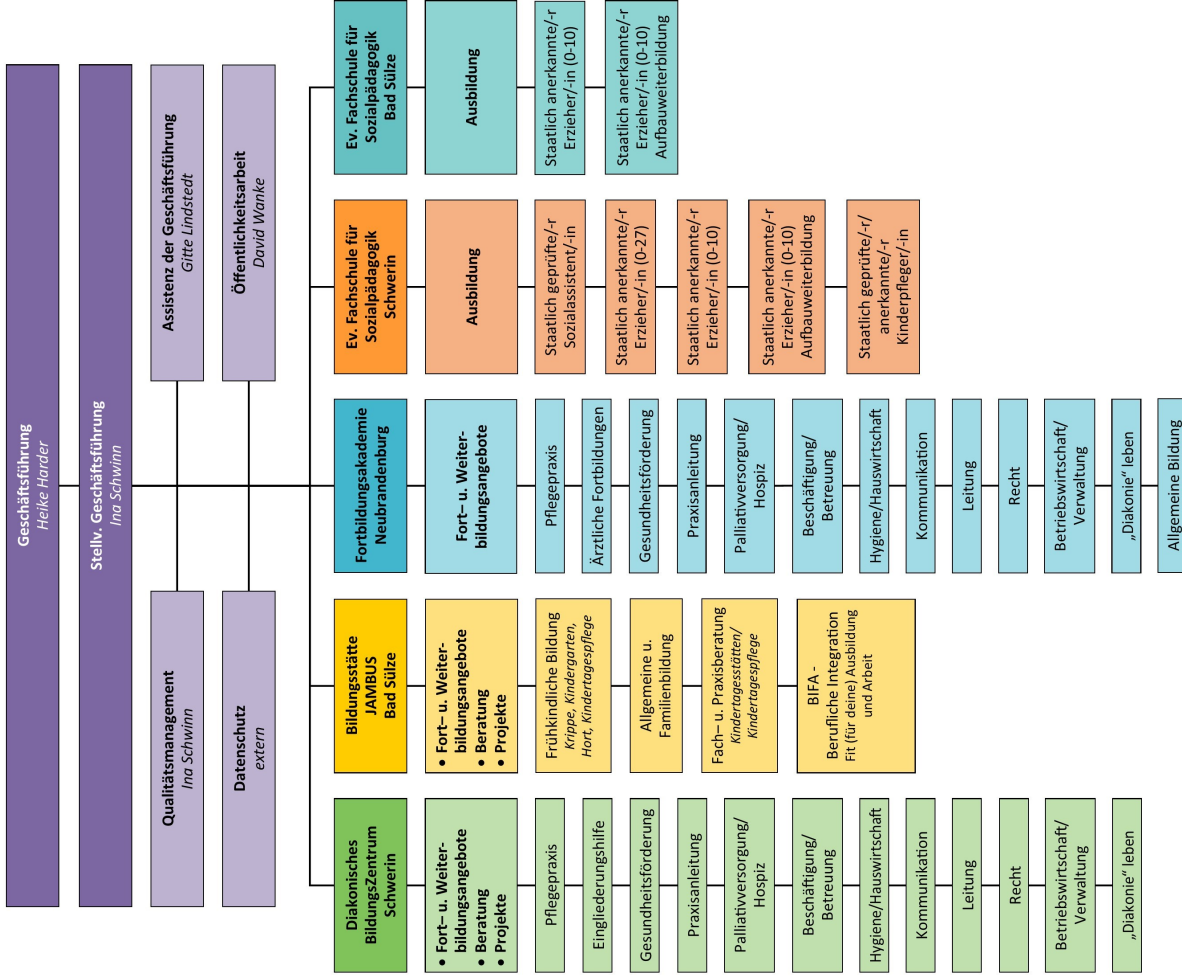 Geschäftsführung
Heike Harder
Stellv. Geschäftsführung
Ina Schwinn
Qualitätsmanagement
Ina Schwinn
Assistenz der Geschäftsführung
Gitte Lindstedt
Datenschutz
extern
Öffentlichkeitsarbeit
David Wanke
Diakonisches
BildungsZentrum
Schwerin
• Fort– u. Weiter-
bildungsangebote
• Beratung
• Projekte
Pflegepraxis
Eingliederungshilfe
Gesundheitsförderung
Praxisanleitung
Palliativversorgung/
Hospiz
Beschäftigung/
Betreuung
Hygiene/Hauswirtschaft
Kommunikation
Leitung
Recht
Betriebswirtschaft/
Verwaltung
„Diakonie“ leben
Bildungsstätte
JAMBUS
Bad Sülze
• Fort– u. Weiter-
bildungsangebote
• Beratung
• Projekte
Frühkindliche Bildung
Krippe, Kindergarten,
Hort, Kindertagespflege
Allgemeine u.
Familienbildung
Fach– u. Praxisberatung
Kindertagesstätten/
Kindertagespflege
BIFA -
Berufliche Integration
Fit (für deine) Ausbildung
und Arbeit
Fortbildungsakademie
Neubrandenburg
Fort– u. Weiter-
bildungsangebote
Pflegepraxis
Ärztliche Fortbildungen
Gesundheitsförderung
Praxisanleitung
Palliativversorgung/
Hospiz
Beschäftigung/
Betreuung
Hygiene/Hauswirtschaft
Kommunikation
Leitung
Recht
Betriebswirtschaft/
Verwaltung
„Diakonie“ leben
Allgemeine Bildung
Ev. Fachschule für
Sozialpädagogik
Schwerin
Ausbildung
Staatlich geprüfte/-r
Sozialassistent/-in
Staatlich anerkannte/-r
Erzieher/-in (0-27)
Staatlich anerkannte/-r
Erzieher/-in (0-10)
Staatlich anerkannte/-r
Erzieher/-in (0-10)
Aufbauweiterbildung
Staatlich geprüfte/-r/
anerkannte/-r
Kinderpfleger/-in
Ev. Fachschule für
Sozialpädagogik
Bad Sülze
Ausbildung
Staatlich anerkannte/-r
Erzieher/-in (0-10)
Staatlich anerkannte/-r
Erzieher/-in (0-10)
Aufbauweiterbildung